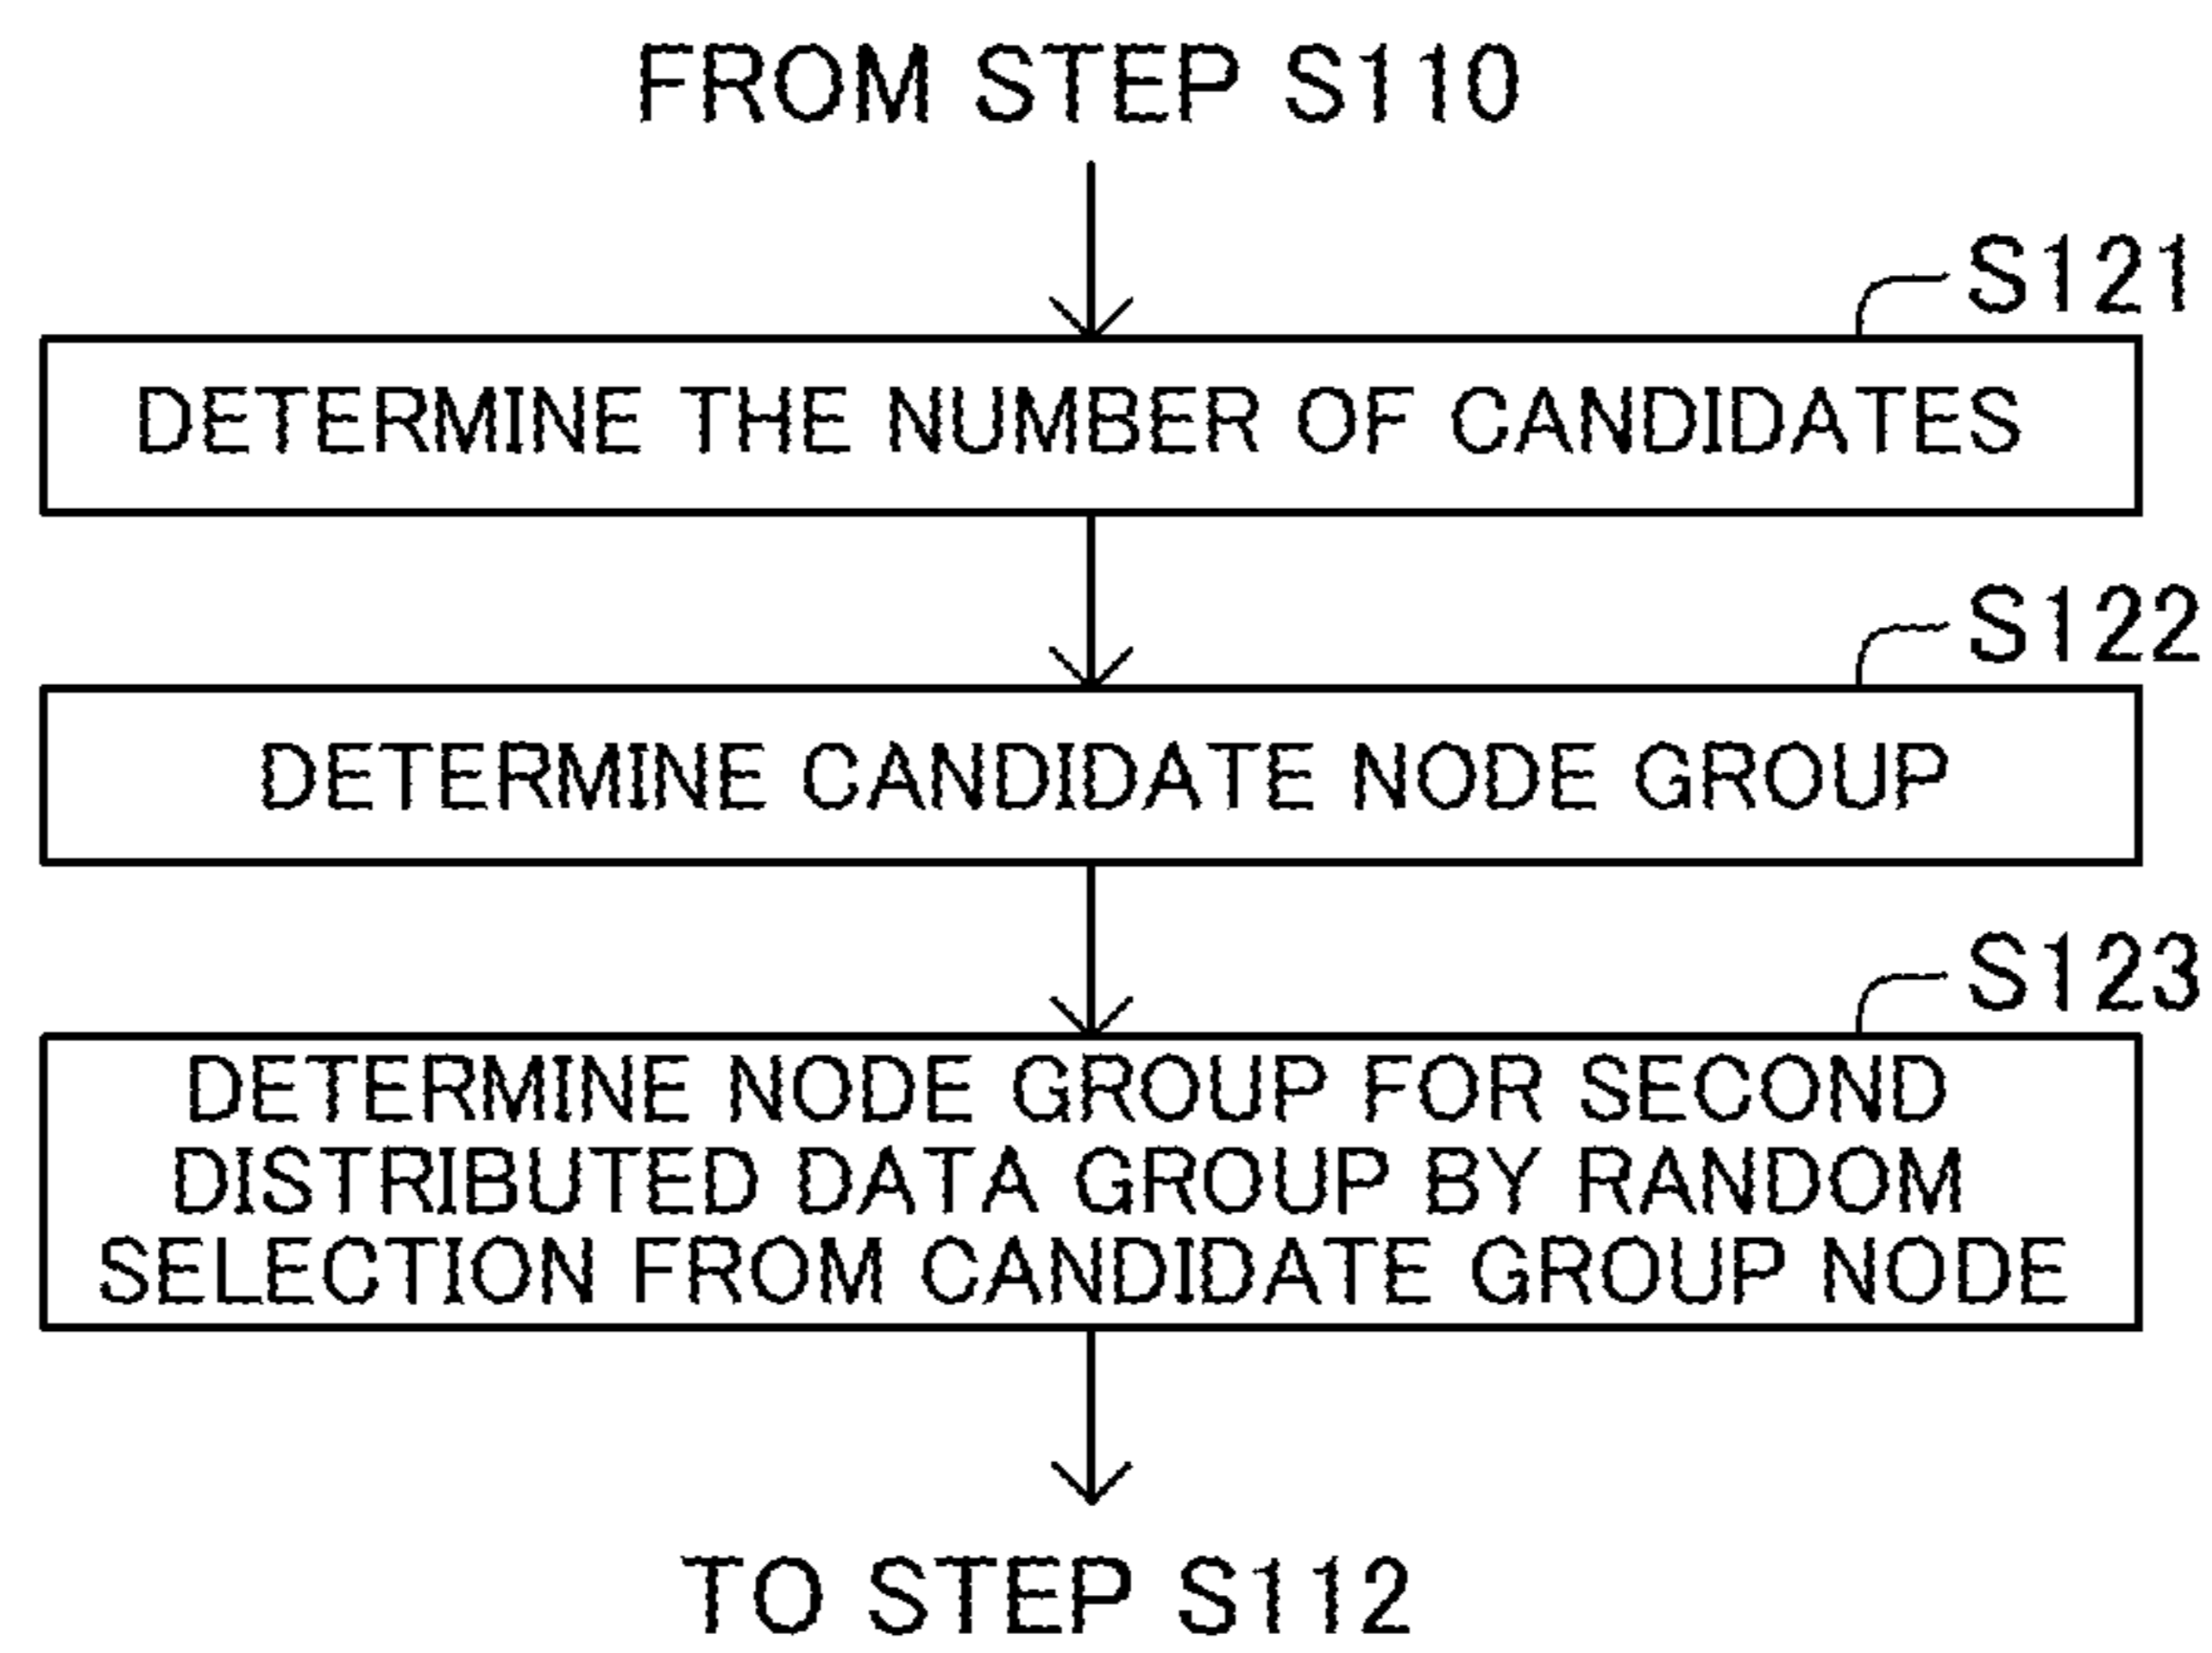 FROM STEP S110
S121
DETERMINE THE NUMBER OF CANDIDATES
S122
DETERMINE CANDIDATE NODE GROUP
S123
DETERMINE NODE GROUP FOR SECOND
DISTRIBUTED DATA GROUP BY RANDOM
SELECTION FROM CANDIDATE GROUP NODE
TO STEP S112